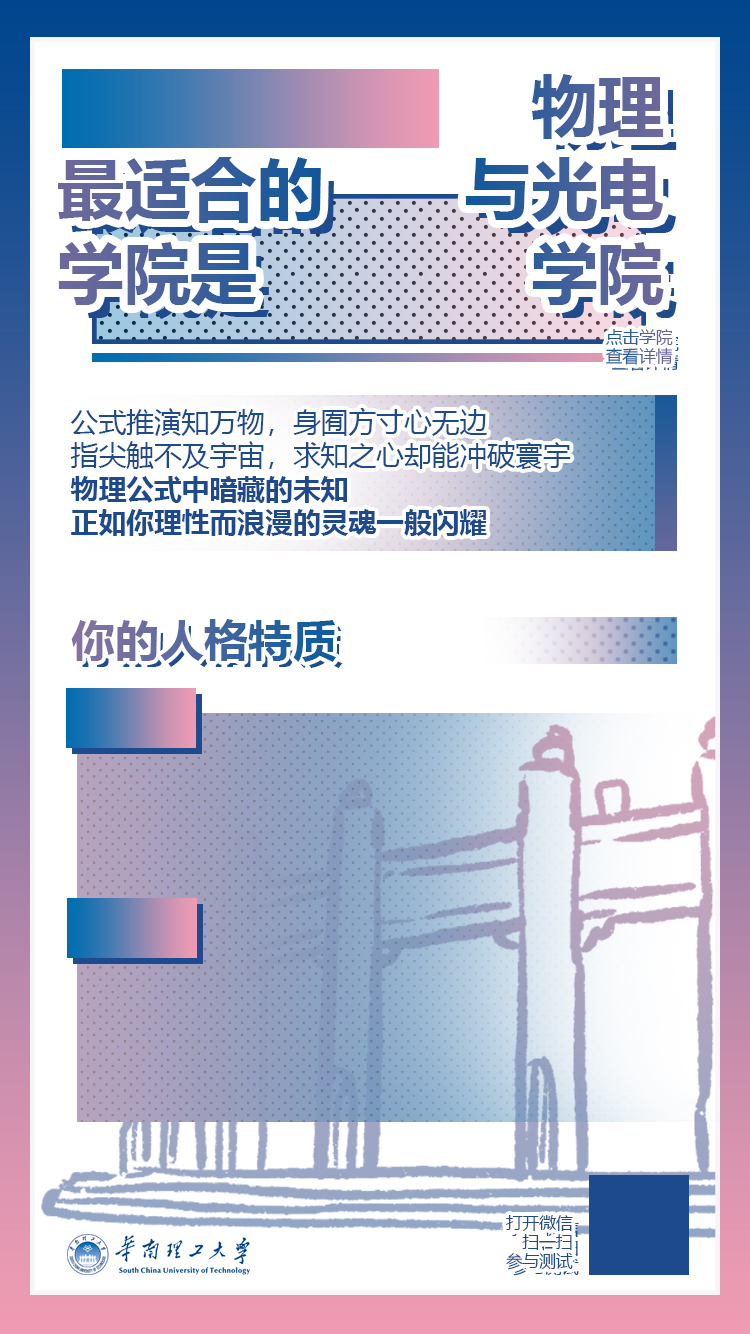 最适合的
学院是
物理
与光电
学院
点击学院
查看详情
公式推演知万物，身囿方寸心无边
指尖触不及宇宙，求知之心却能冲破寰宇
物理公式中暗藏的未知
正如你理性而浪漫的灵魂一般闪耀
你的人格特质
华南理工大学
South China University of Technology
打开微信
扫一扫
参与测试